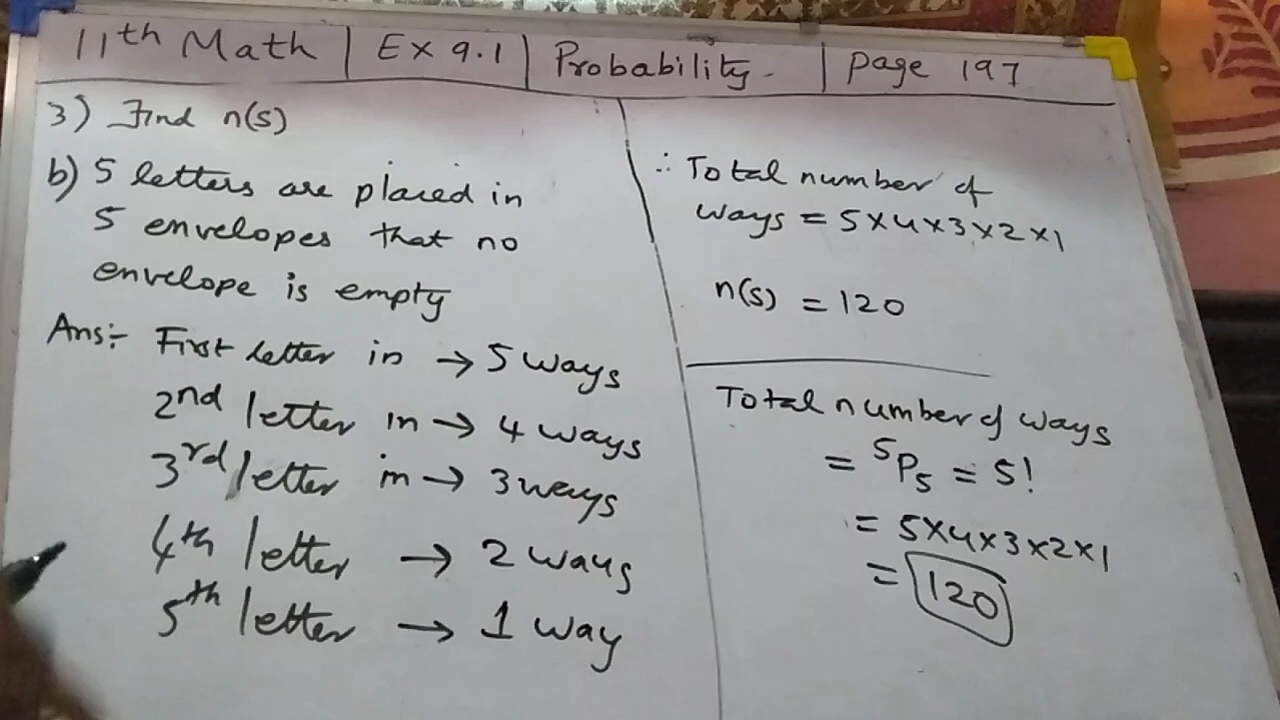 11th Math | Ex 9.1 | Probability. | page 197
3) Find n(s)
b) 5 letters are placed in
5 envelopes that no
envelope is empty
Ans:- First letter in → 5 ways
2nd letter in → 4 ways
3rd letter in → 3 ways
4th letter → 2 ways
5th letter → 1 way
∴ Total number of
ways = 5×4×3×2×1
n(s) = 120
Total number of ways
= ⁵P₅ = 5!
= 5×4×3×2×1
= 120